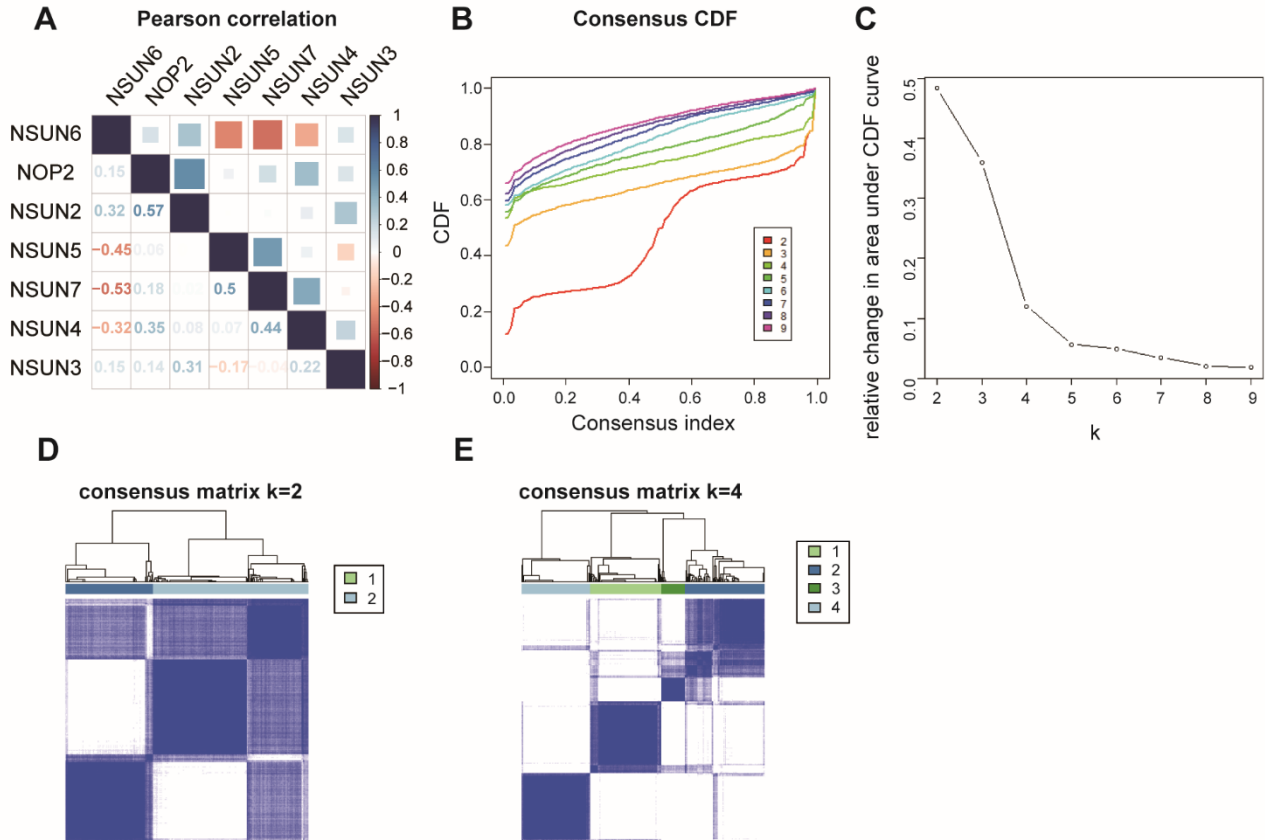 A
Pearson correlation
NSUN6 NOP2 NSUN2 NSUN5 NSUN7 NSUN4 NSUN3
NSUN6
NOP2 0.15
NSUN2 0.32 0.57
NSUN5 −0.45 0.06
NSUN7 −0.53 0.18 0.5
NSUN4 −0.32 0.35 0.08 0.07 0.44
NSUN3 0.15 0.14 0.31 −0.17 −0.04 0.22
1
0.8
0.6
0.4
0.2
0
−0.2
−0.4
−0.6
−0.8
−1
B
Consensus CDF
CDF
1.0
0.8
0.6
0.4
0.2
0.0
0.0 0.2 0.4 0.6 0.8 1.0
Consensus index
2
3
4
5
6
7
8
9
C
relative change in area under CDF curve
0.5
0.4
0.3
0.2
0.1
0.0
2 3 4 5 6 7 8 9
k
D
consensus matrix k=2
1
2
E
consensus matrix k=4
1
2
3
4